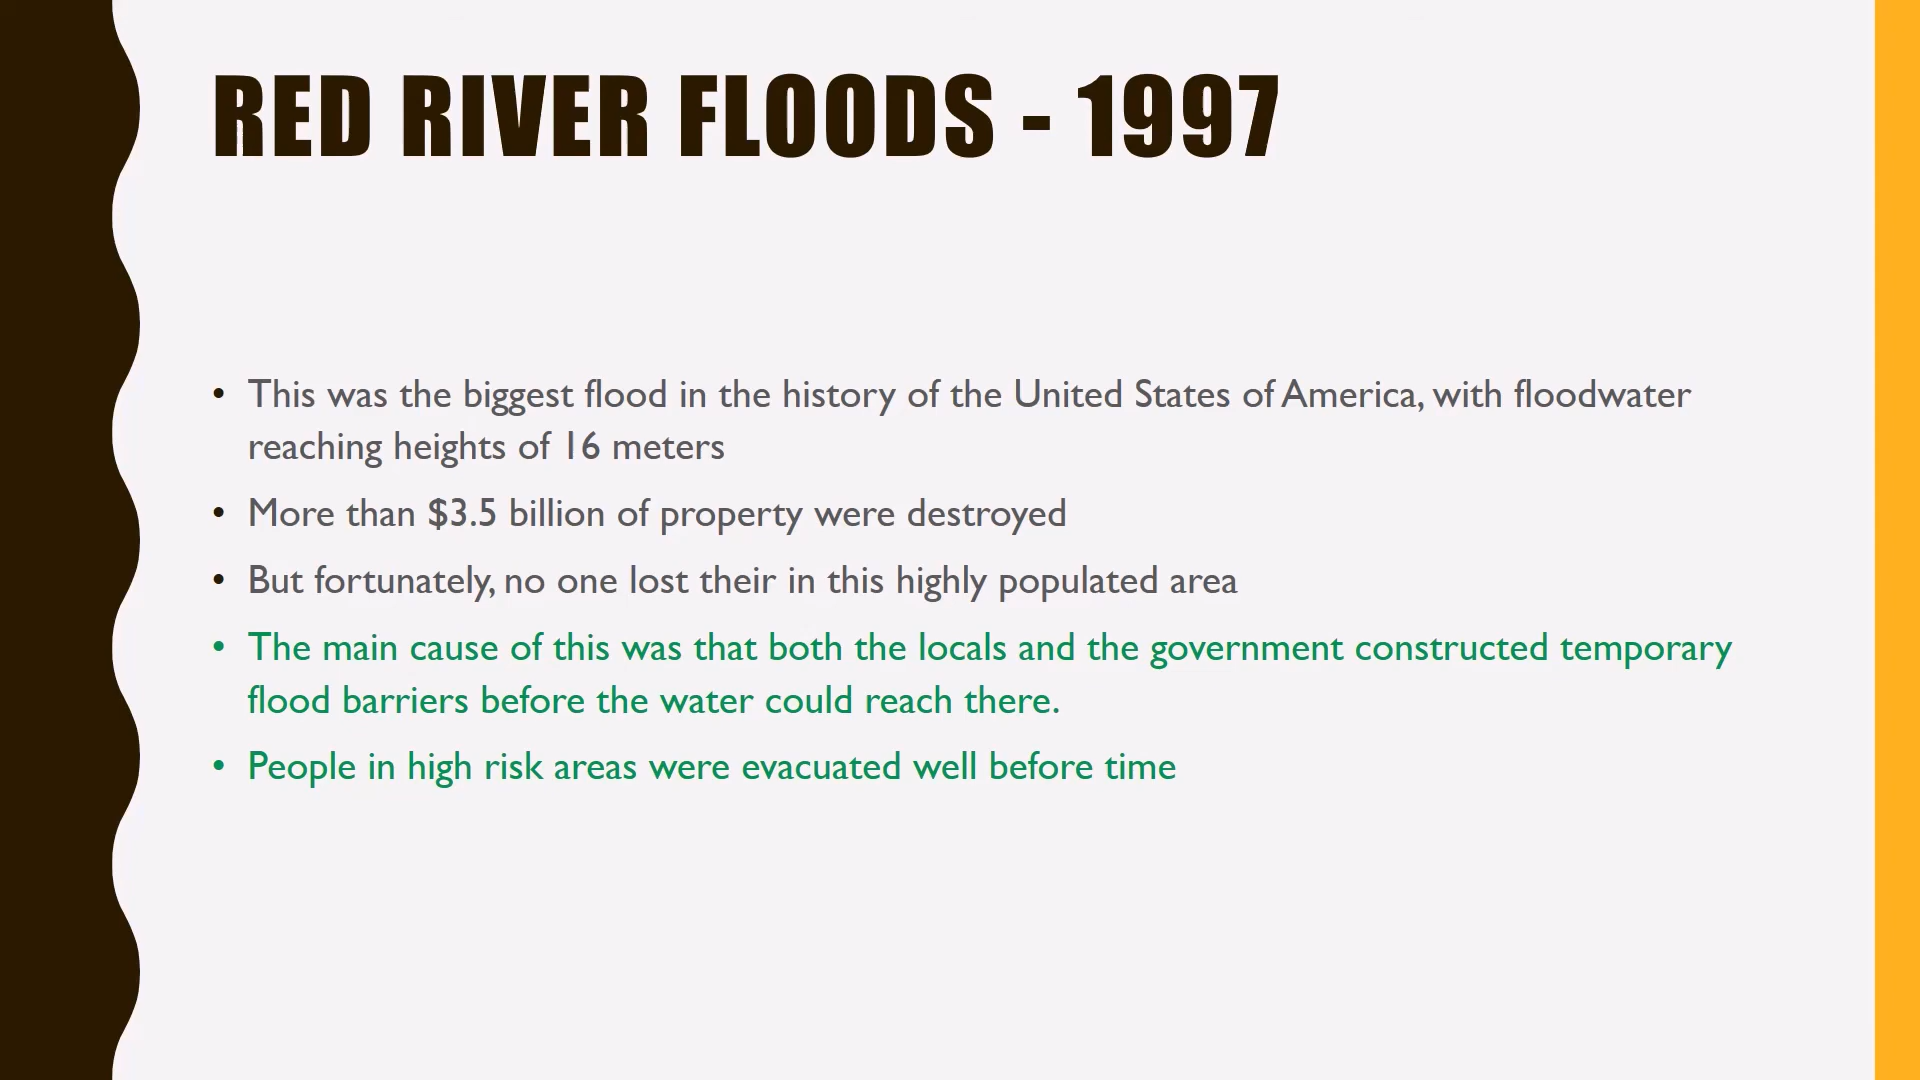 RED RIVER FLOODS - 1997
• This was the biggest flood in the history of the United States of America, with floodwater
reaching heights of 16 meters
• More than $3.5 billion of property were destroyed
• But fortunately, no one lost their in this highly populated area
• The main cause of this was that both the locals and the government constructed temporary
flood barriers before the water could reach there.
• People in high risk areas were evacuated well before time